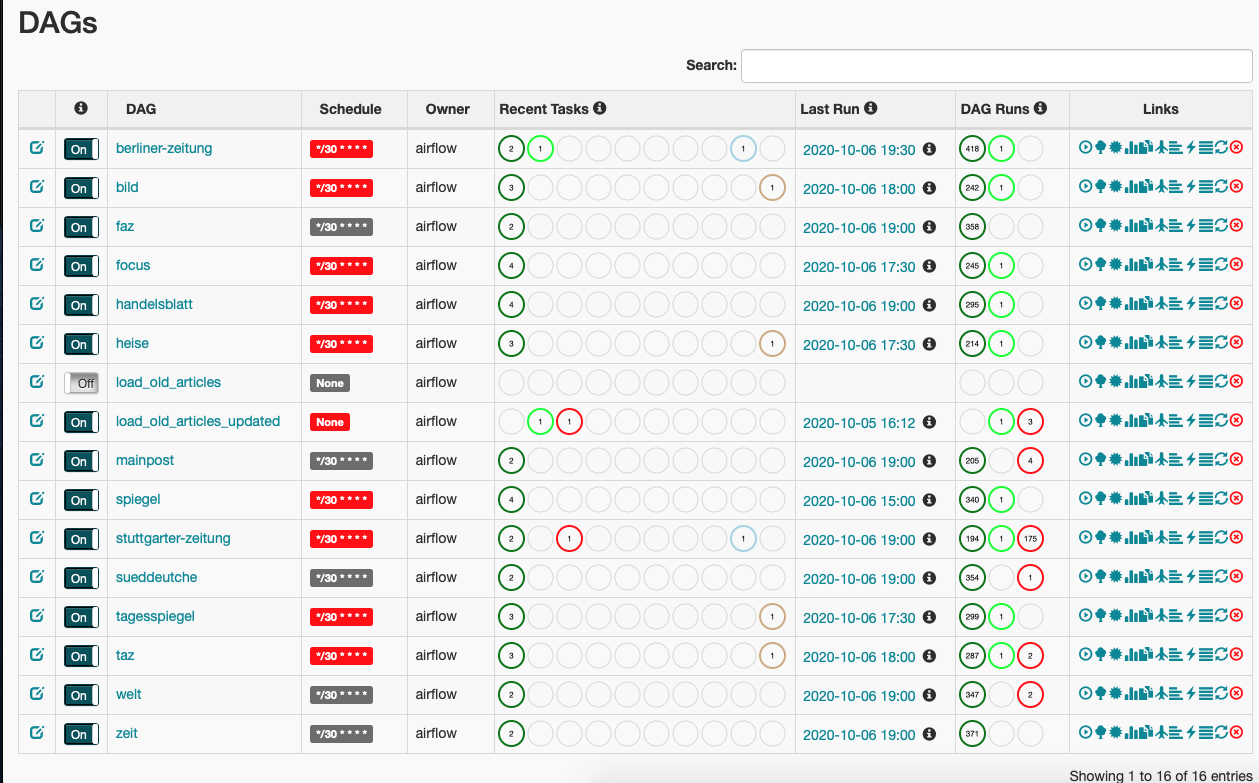 DAGs
Search:
DAG Schedule Owner Recent Tasks Last Run DAG Runs Links
On berliner-zeitung */30 * * * * airflow 2 1 1 2020-10-06 19:30 418 1
On bild */30 * * * * airflow 3 1 2020-10-06 18:00 242 1
On faz */30 * * * * airflow 2 2020-10-06 19:00 358
On focus */30 * * * * airflow 4 2020-10-06 17:30 245 1
On handelsblatt */30 * * * * airflow 4 2020-10-06 19:00 295 1
On heise */30 * * * * airflow 3 1 2020-10-06 17:30 214 1
Off load_old_articles None airflow
On load_old_articles_updated None airflow 1 1 2020-10-05 16:12 1 3
On mainpost */30 * * * * airflow 2 2020-10-06 19:00 205 4
On spiegel */30 * * * * airflow 4 2020-10-06 15:00 340 1
On stuttgarter-zeitung */30 * * * * airflow 2 1 1 2020-10-06 19:00 194 1 175
On sueddeutche */30 * * * * airflow 2 2020-10-06 19:00 354 1
On tagesspiegel */30 * * * * airflow 3 1 2020-10-06 17:30 299 1
On taz */30 * * * * airflow 3 1 2020-10-06 18:00 287 1 2
On welt */30 * * * * airflow 2 2020-10-06 19:00 347 2
On zeit */30 * * * * airflow 2 2020-10-06 19:00 371
Showing 1 to 16 of 16 entries